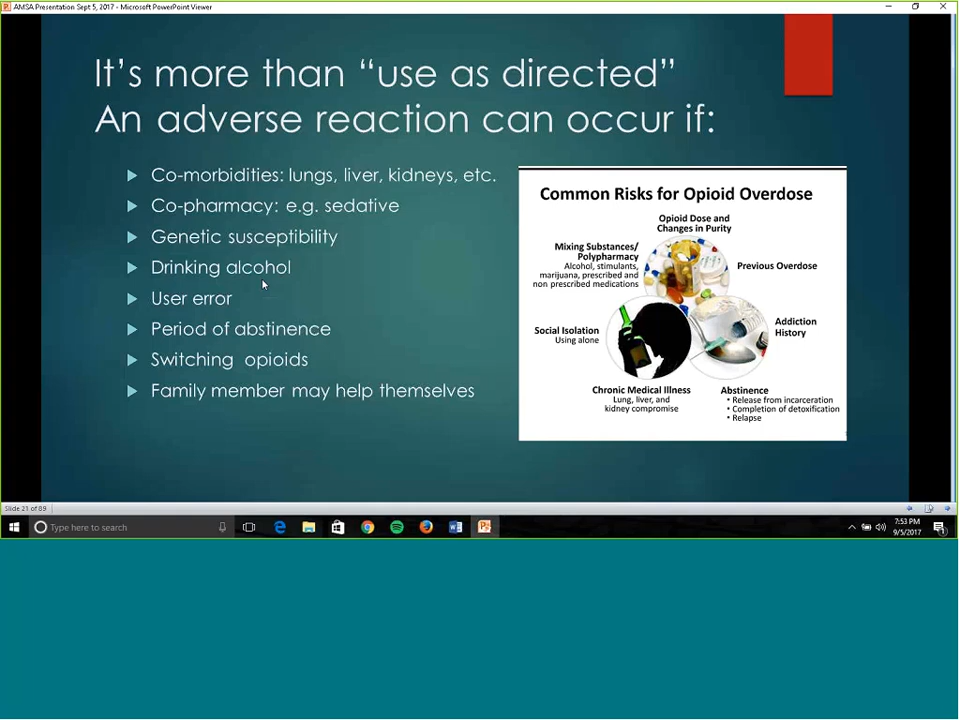 AMSA Presentation Sept 5, 2017 - Microsoft PowerPoint Viewer
It's more than “use as directed”
An adverse reaction can occur if:
Co-morbidities: lungs, liver, kidneys, etc.
Co-pharmacy: e.g. sedative
Genetic susceptibility
Drinking alcohol
User error
Period of abstinence
Switching opioids
Family member may help themselves
Common Risks for Opioid Overdose
Opioid Dose and
Changes in Purity
Mixing Substances/
Polypharmacy
Alcohol, stimulants,
marijuana, prescribed and
non prescribed medications
Previous Overdose
Social Isolation
Using alone
Addiction
History
Chronic Medical Illness
Lung, liver, and
kidney compromise
Abstinence
• Release from incarceration
• Completion of detoxification
• Relapse
Slide 21 of 89
Type here to search
7:53 PM
9/5/2017